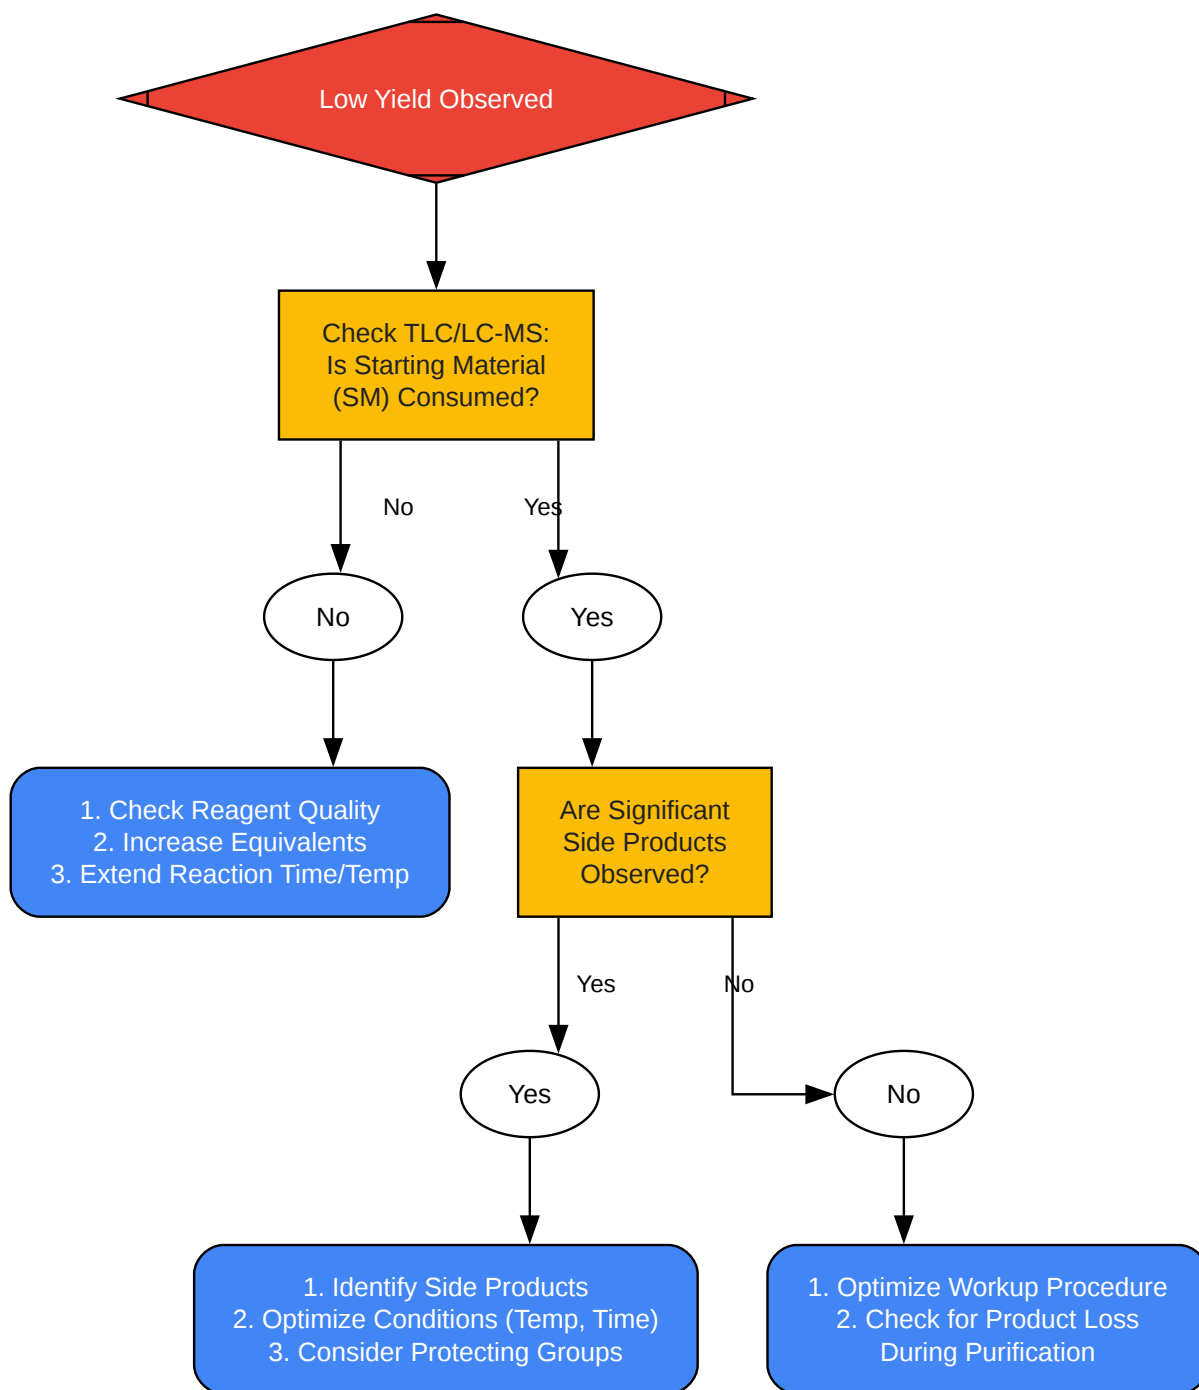 Low Yield Observed
Check TLC/LC-MS:
Is Starting Material
(SM) Consumed?
No
Yes
No
Yes
1. Check Reagent Quality
2. Increase Equivalents
3. Extend Reaction Time/Temp
Are Significant
Side Products
Observed?
Yes
No
Yes
No
1. Identify Side Products
2. Optimize Conditions (Temp, Time)
3. Consider Protecting Groups
1. Optimize Workup Procedure
2. Check for Product Loss
During Purification